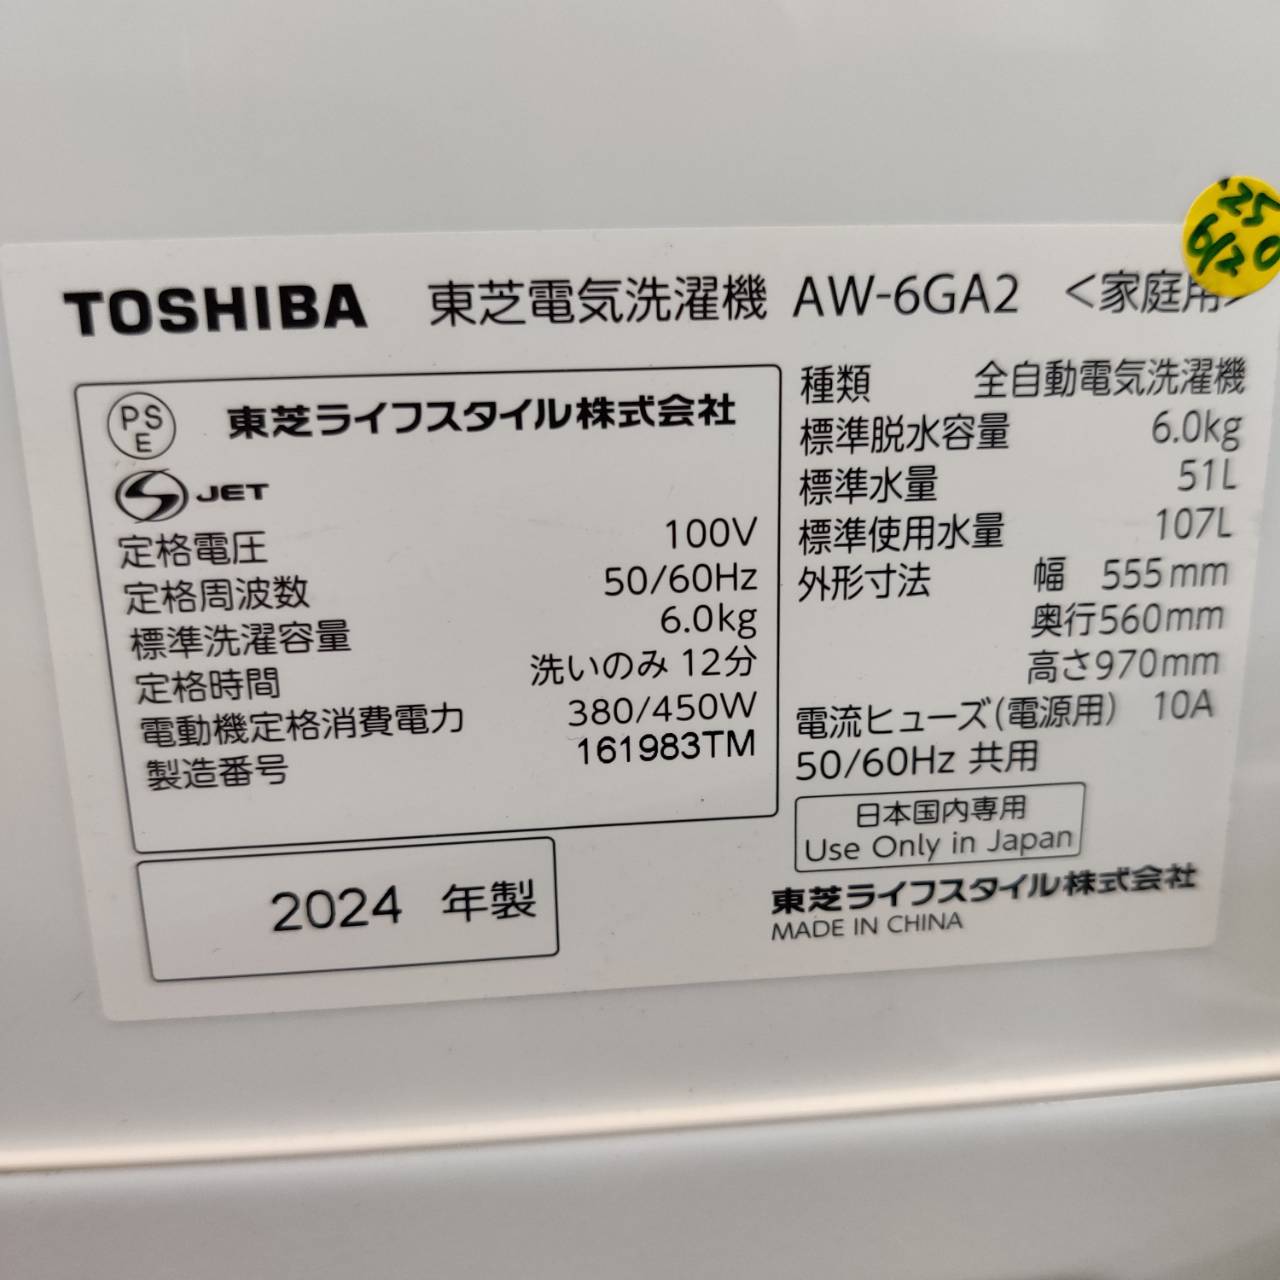 '25
6/20
TOSHIBA 東芝電気洗濯機 AW-6GA2 <家庭用>
PS
E
東芝ライフスタイル株式会社
S JET
定格電圧 100V
定格周波数 50/60Hz
標準洗濯容量 6.0kg
定格時間 洗いのみ 12分
電動機定格消費電力 380/450W
製造番号 161983TM
2024 年製
種類 全自動電気洗濯機
標準脱水容量 6.0kg
標準水量 51L
標準使用水量 107L
外形寸法 幅 555mm
奥行560mm
高さ970mm
電流ヒューズ(電源用) 10A
50/60Hz 共用
日本国内専用
Use Only in Japan
東芝ライフスタイル株式会社
MADE IN CHINA